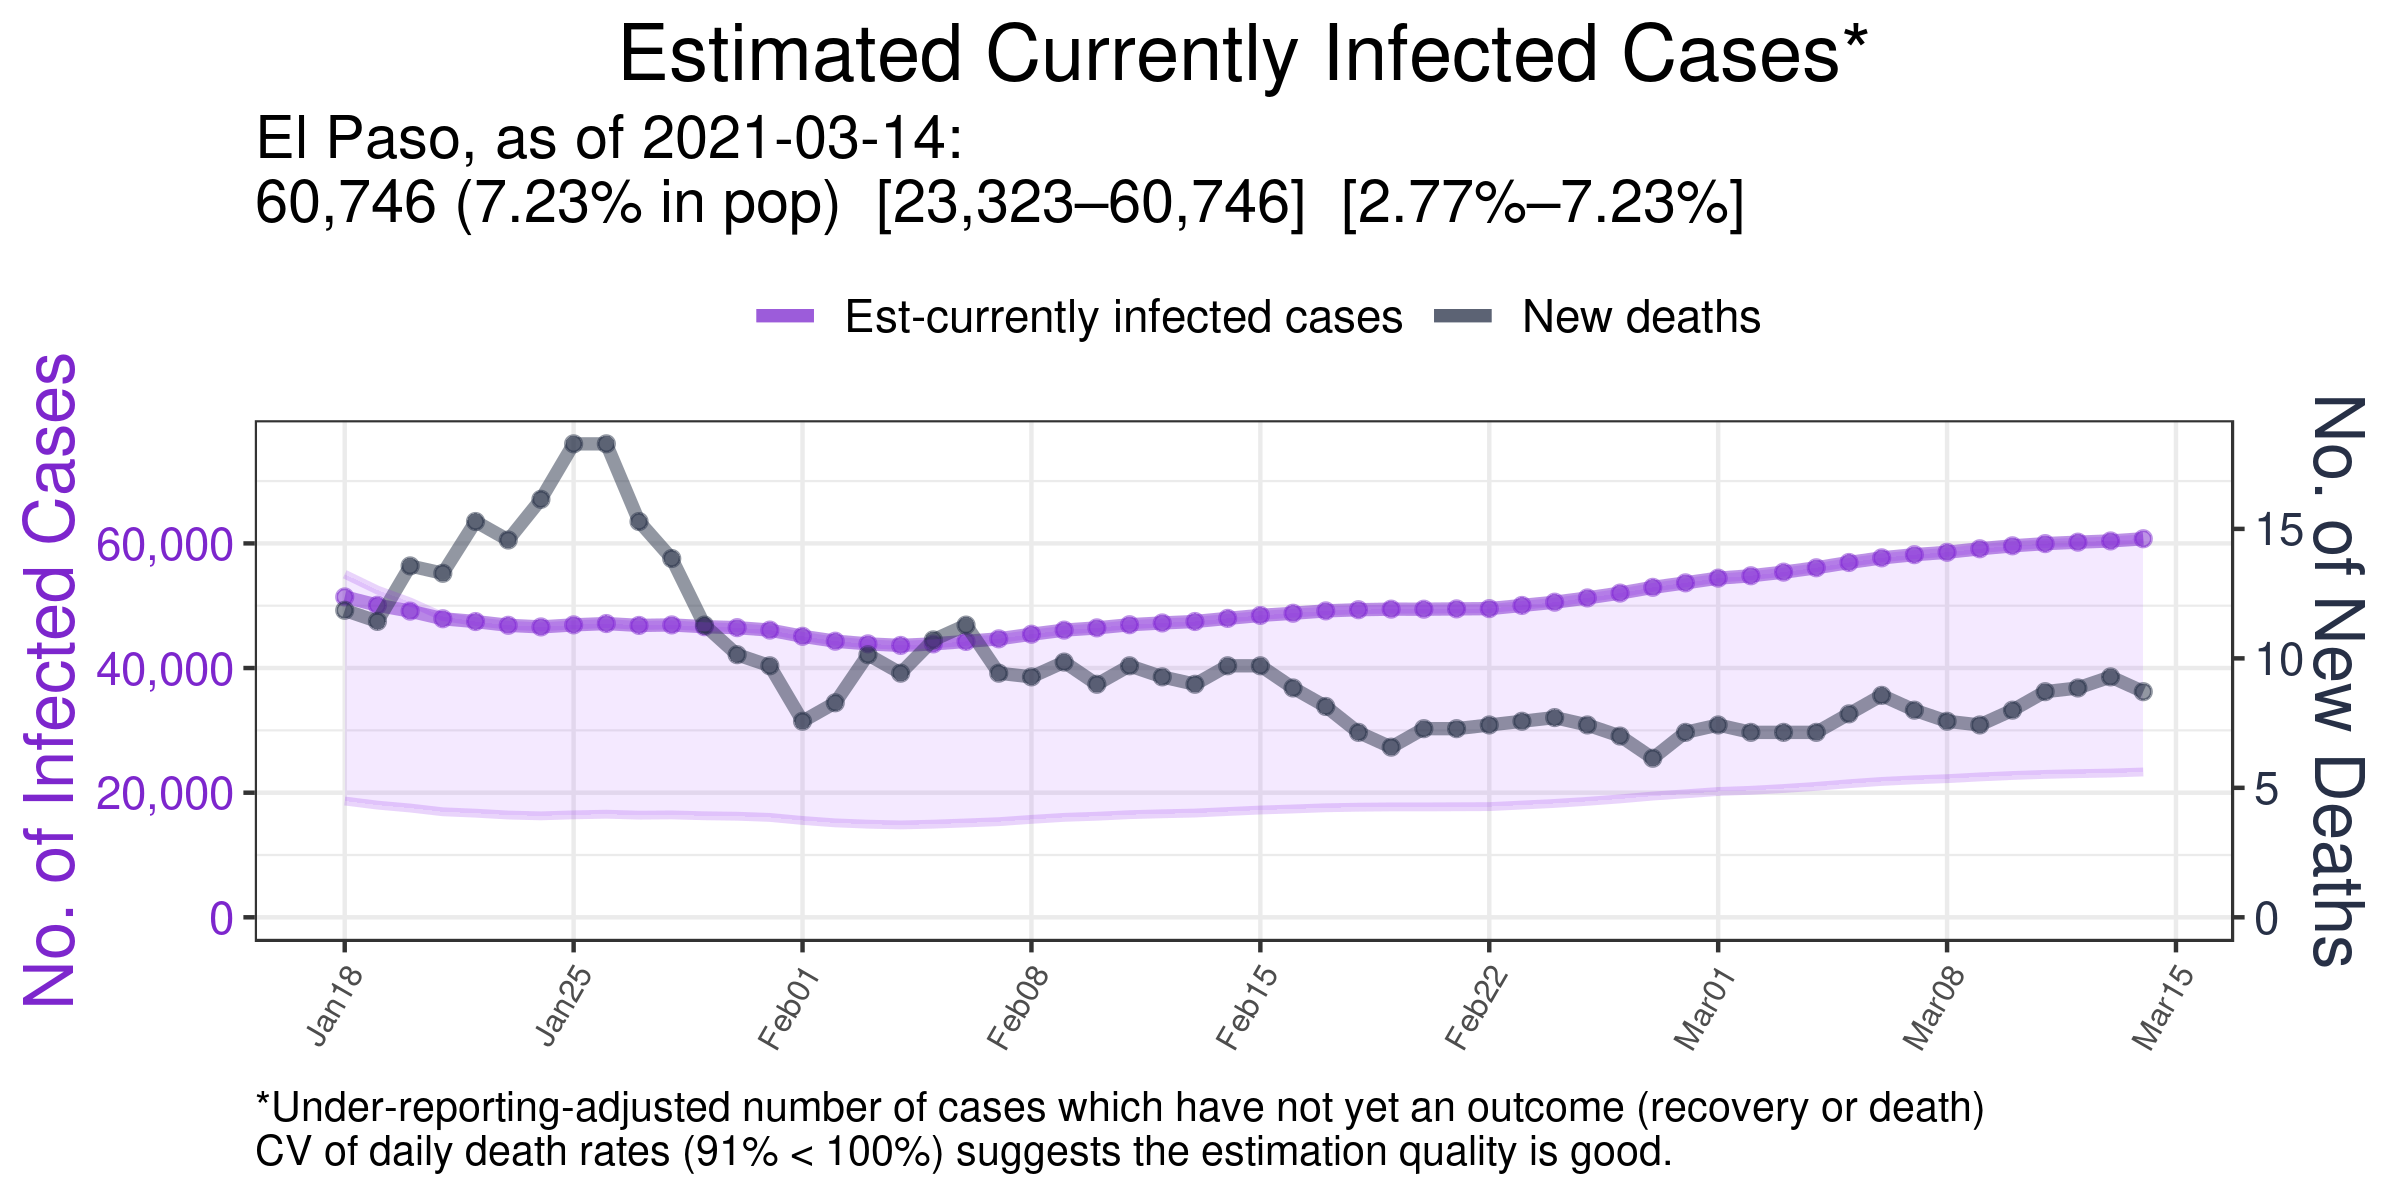 Estimated Currently Infected Cases*
El Paso, as of 2021-03-14:
60,746 (7.23% in pop)  [23,323–60,746]  [2.77%–7.23%]
Est-currently infected cases
New deaths
No. of Infected Cases
60,000
40,000
20,000
0
15
10
5
0
No. of New Deaths
Jan18
Jan25
Feb01
Feb08
Feb15
Feb22
Mar01
Mar08
Mar15
*Under-reporting-adjusted number of cases which have not yet an outcome (recovery or death)
CV of daily death rates (91% < 100%) suggests the estimation quality is good.